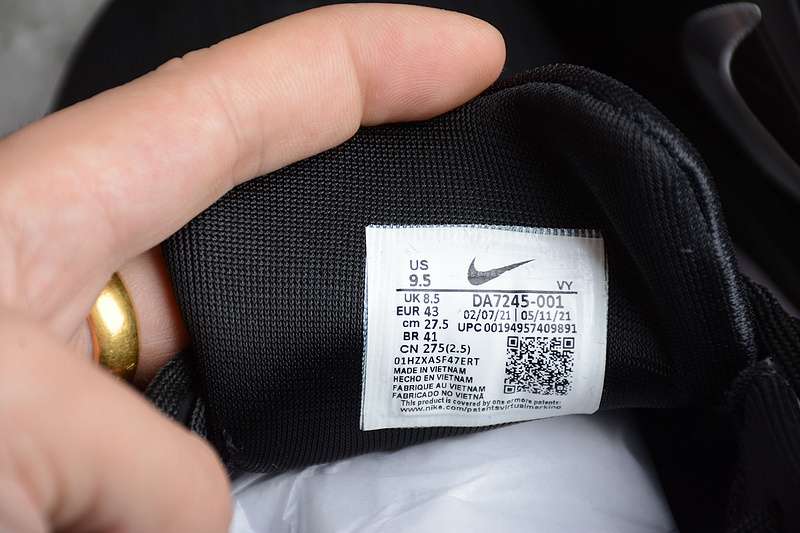 US
9.5
VY
UK 8.5
DA7245-001
EUR 43
02/07/21 | 05/11/21
cm 27.5
UPC 00194957409891
BR 41
CN 275(2.5)
01HZXASF47ERT
MADE IN VIETNAM
HECHO EN VIETNAM
FABRIQUE AU VIETNAM
FABRICADO NO VIETNÃ
This product is covered by one or more patents:
www.nike.com/patentsvirtualmarking